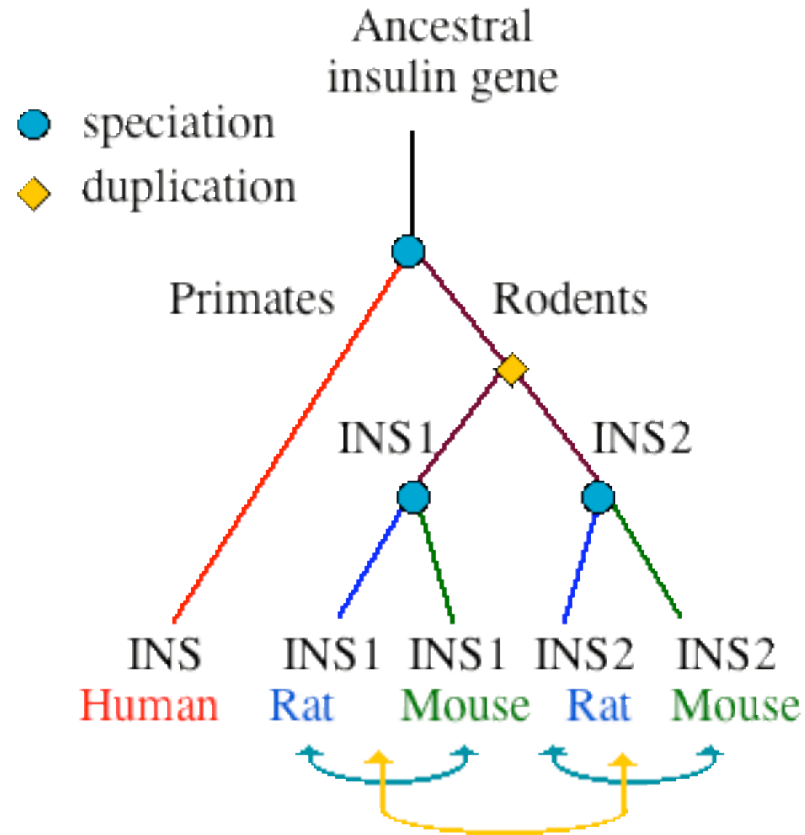 Ancestral
insulin gene
speciation
duplication
Primates Rodents
INS1 INS2
INS INS1 INS1 INS2 INS2
Human Rat Mouse Rat Mouse